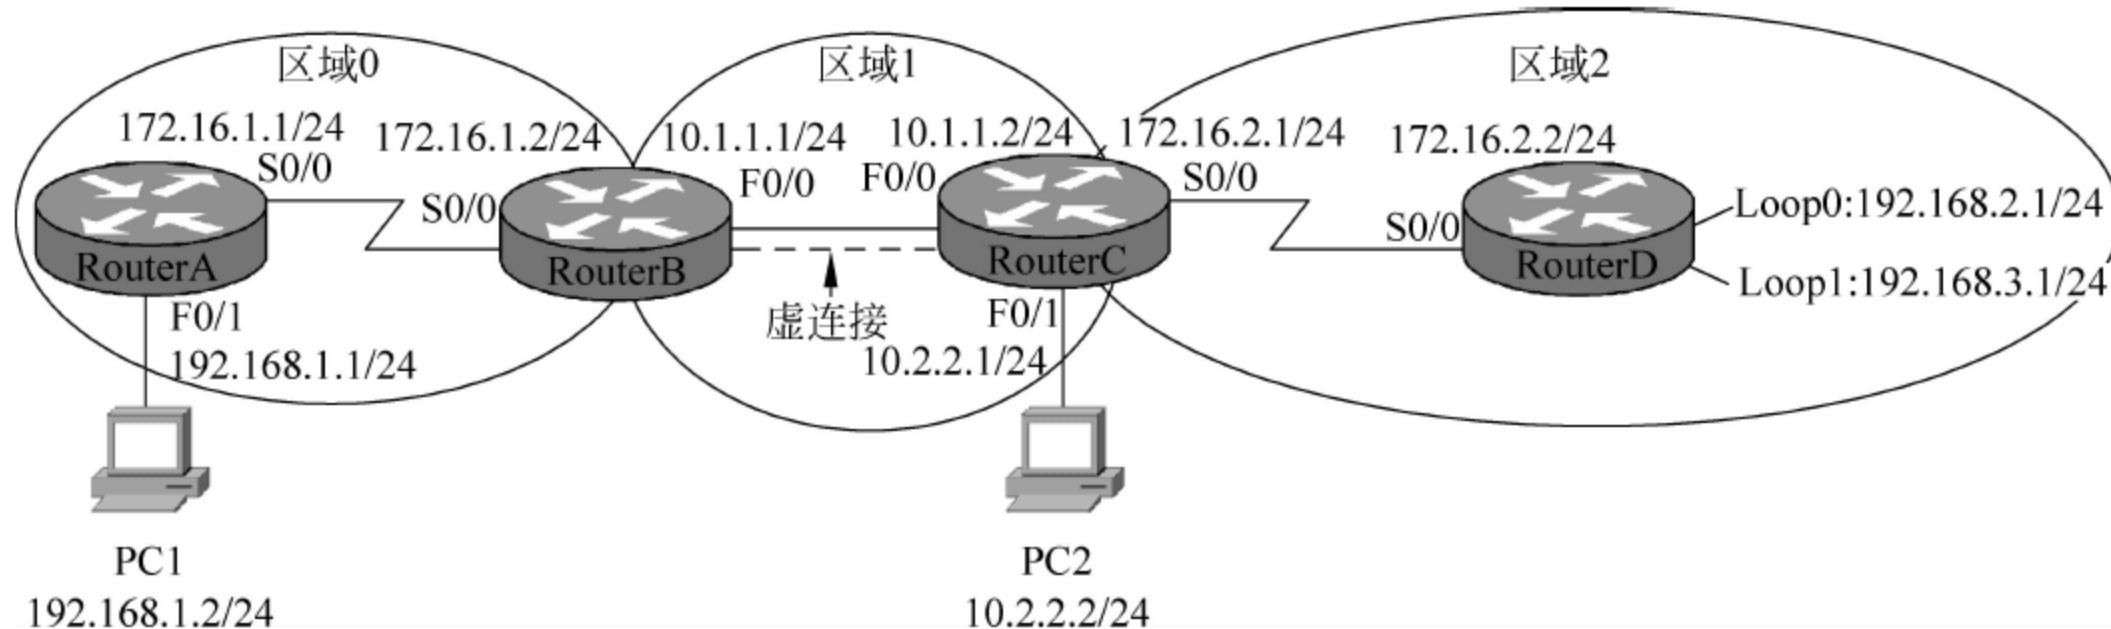 区域0
区域1
区域2
172.16.1.1/24
172.16.1.2/24
10.1.1.1/24
10.1.1.2/24
172.16.2.1/24
172.16.2.2/24
S0/0
S0/0
F0/0
F0/0
S0/0
S0/0
Loop0:192.168.2.1/24
Loop1:192.168.3.1/24
RouterA
RouterB
RouterC
RouterD
虚连接
F0/1
192.168.1.1/24
F0/1
10.2.2.1/24
PC1
192.168.1.2/24
PC2
10.2.2.2/24